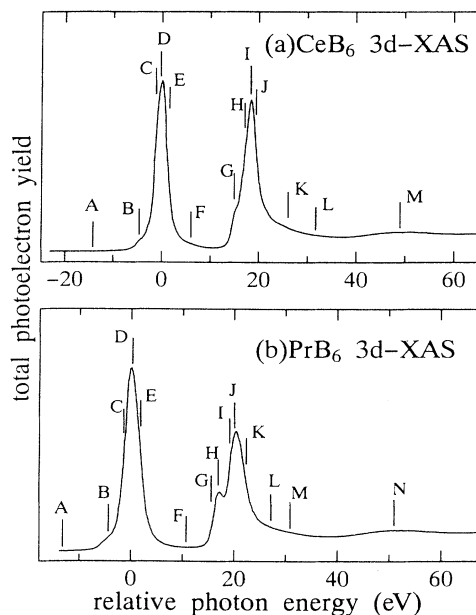 (a)CeB6 3d-XAS
D
C
E
I
J
H
G
K
L
M
A
B
F
-20 0 20 40 60
total photoelectron yield
(b)PrB6 3d-XAS
D
C
E
J
I
K
H
G
L
M
N
A
B
F
0 20 40 60
relative photon energy (eV)